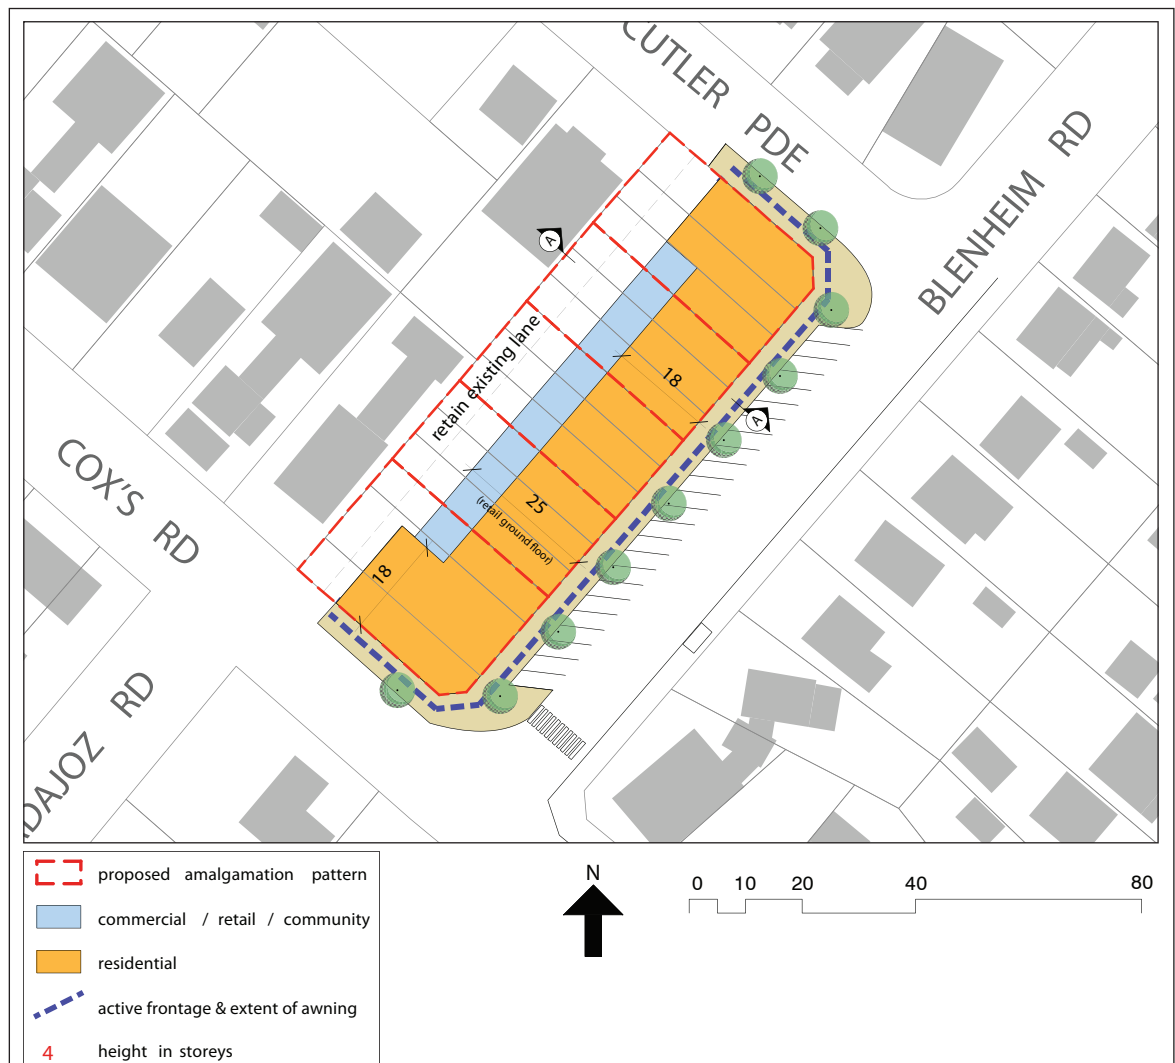 CUTLER PDE
BLENHEIM RD
A
retain existing lane
18
A
COX'S RD
25
(retail ground floor)
18
DAJOZ RD
proposed amalgamation pattern
commercial / retail / community
residential
active frontage & extent of awning
4 height in storeys
N
0 10 20 40 80